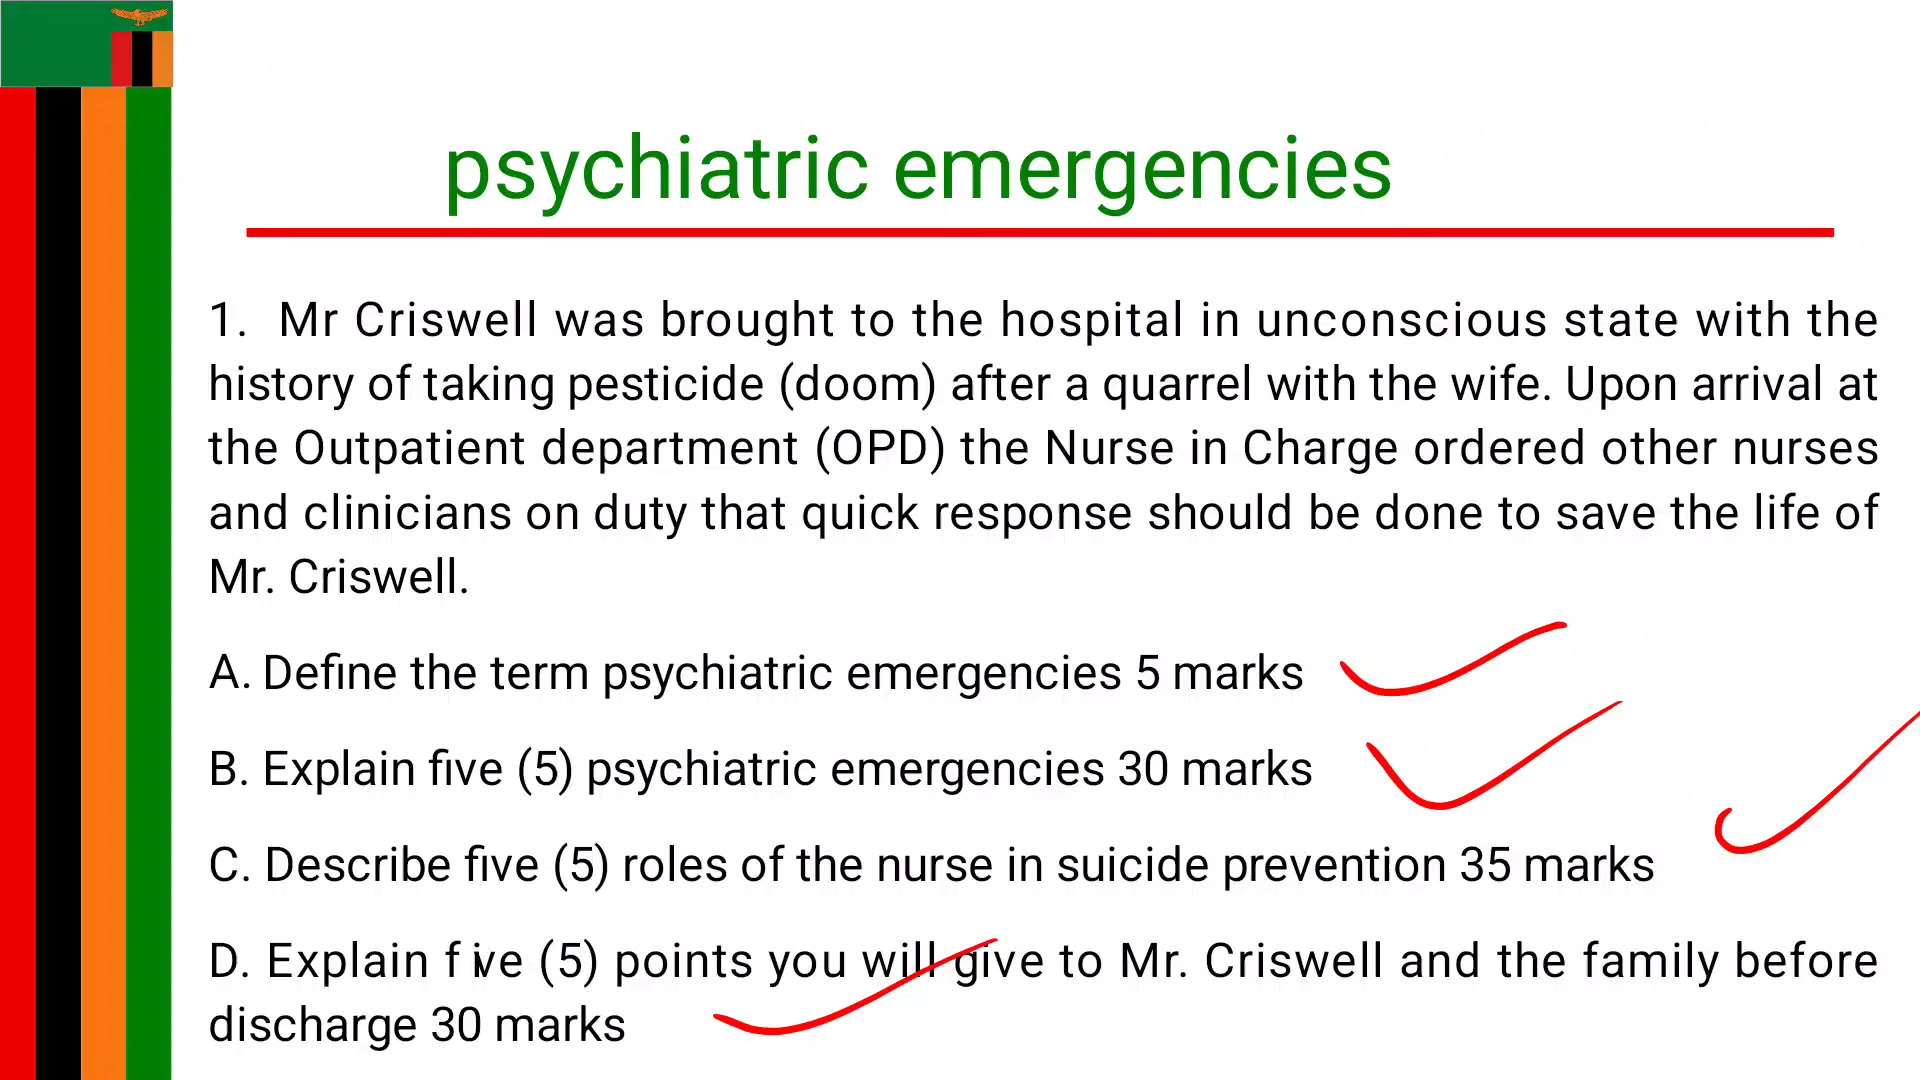 psychiatric emergencies
1. Mr Criswell was brought to the hospital in unconscious state with the
history of taking pesticide (doom) after a quarrel with the wife. Upon arrival at
the Outpatient department (OPD) the Nurse in Charge ordered other nurses
and clinicians on duty that quick response should be done to save the life of
Mr. Criswell.
A. Define the term psychiatric emergencies 5 marks
B. Explain five (5) psychiatric emergencies 30 marks
C. Describe five (5) roles of the nurse in suicide prevention 35 marks
D. Explain five (5) points you will give to Mr. Criswell and the family before
discharge 30 marks